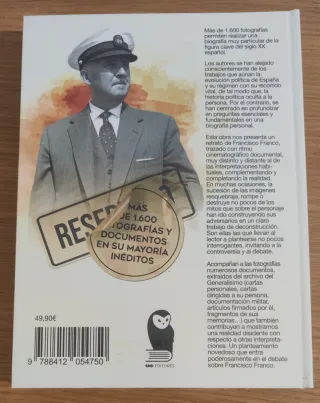 Más de 1.600 fotografías
permiten realizar una
biografía muy particular de la
figura clave del siglo XX
español.
Los autores se han alejado
conscientemente de los
trabajos que aúnan la
evolución política de España
y su régimen con su recorrido
vital, de tal modo que, la
historia política oculta a la
persona. Por el contrario, se
han centrado en profundizar
en preguntas esenciales y
fundamentales en una
biografía personal.
Esta obra nos presenta un
retrato de Francisco Franco,
trazado con ritmo
cinematográfico documental,
muy distinto y distante al de
las interpretaciones habi-
tuales, complementando y
completando la realidad.
En muchas ocasiones, la
sucesión de las imágenes
resquebraja, rompe o
destruye no pocos de los
mitos que sobre el personaje
han ido construyendo sus
adversarios en un claro
trabajo de deconstrucción.
Son ellas las que llevan al lector
a plantearse no pocos
interrogantes, invitando a la
controversia y al debate.
Acompañan a las fotografías
numerosos documentos,
extraídos del archivo del
Generalísimo (cartas
personales, cartas
dirigidas a su persona,
documentación militar,
artículos firmados por él,
fragmentos de sus
memorias...) que también
contribuyen a mostrarnos
una realidad disidente con
respecto a otras interpreta-
ciones. Un planteamiento
novedoso que entra
poderosamente en el debate
sobre Francisco Franco.
MÁS
DE 1.600
FOTOGRAFÍAS Y
DOCUMENTOS
EN SU MAYORÍA
INÉDITOS
49,90€
9 788412 054750
SND EDITORES